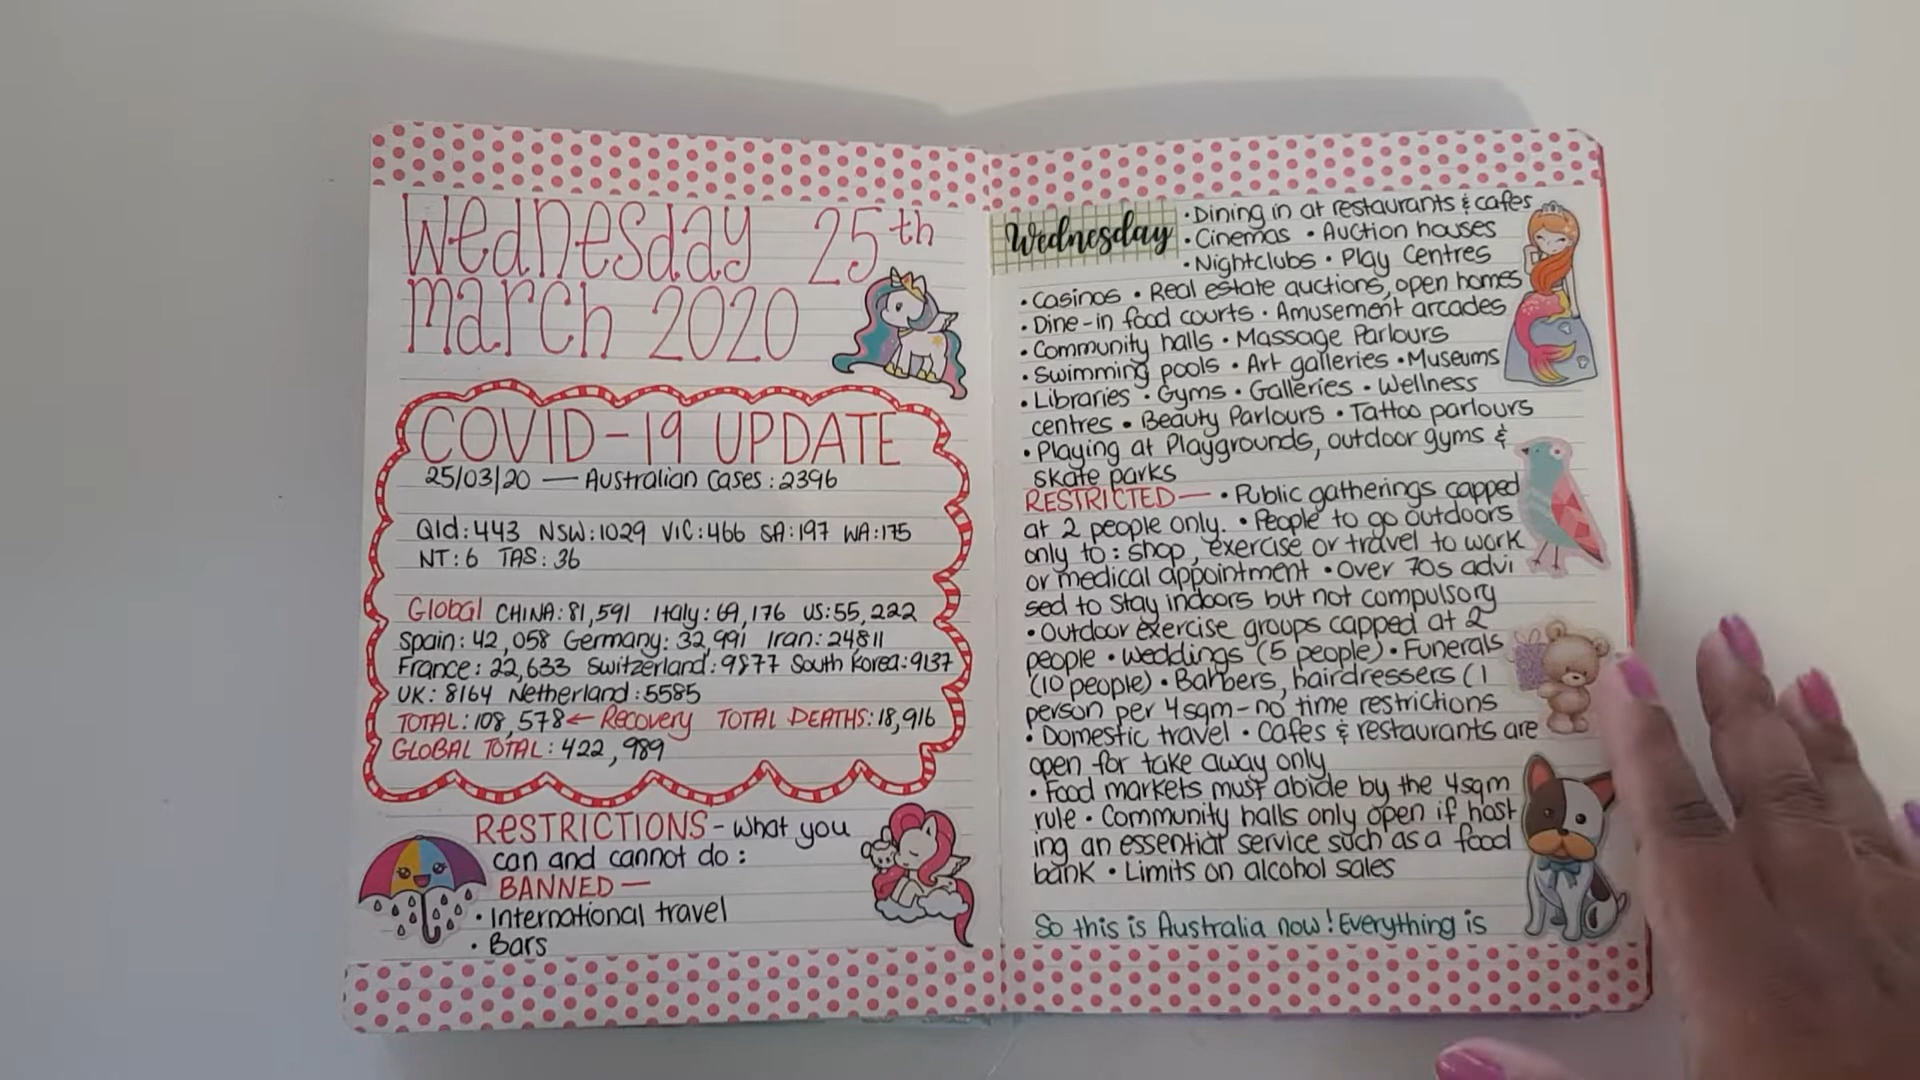 Wednesday 25th
March 2020
COVID-19 UPDATE
25/03/20 — Australian Cases : 2396
Qld:443 NSW:1029 VIC:466 SA:197 WA:175
NT:6 TAS:36
Global CHINA:81,591 Italy:69,176 US:55,222
Spain: 42,058 Germany: 32,991 Iran:24811
France: 22,633 Switzerland:9877 South Korea:9137
UK: 8164 Netherland:5585
TOTAL: 108,578 ← Recovery TOTAL DEATHS:18,916
GLOBAL TOTAL: 422,989
RESTRICTIONS - What you
can and cannot do :
BANNED —
• International travel
• Bars
Wednesday
• Dining in at restaurants & cafes
• Cinemas • Auction houses
• Nightclubs • Play Centres
• Casinos • Real estate auctions, open homes
• Dine-in food courts • Amusement arcades
• Community halls • Massage Parlours
• Swimming pools • Art galleries • Museums
• Libraries • Gyms • Galleries • Wellness
centres • Beauty Parlours • Tattoo parlours
• Playing at Playgrounds, outdoor gyms &
skate parks
RESTRICTED — • Public gatherings capped
at 2 people only. • People to go outdoors
only to : shop, exercise or travel to work
or medical appointment • Over 70s advi
sed to stay indoors but not compulsory
• Outdoor exercise groups capped at 2
people • Weddings (5 people) • Funerals
(10 people) • Barbers, hairdressers (1
person per 4sqm - no time restrictions
• Domestic travel • Cafes & restaurants are
open for take away only
• Food markets must abide by the 4sqm
rule • Community halls only open if host
ing an essential service such as a food
bank • Limits on alcohol sales
So this is Australia now! Everything is